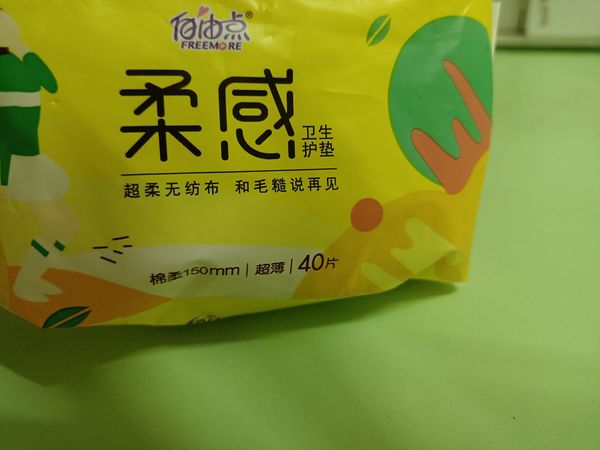 自由点
FREEMORE
柔感
卫生
护垫
超柔无纺布 和毛糙说再见
棉柔150mm | 超薄 | 40片